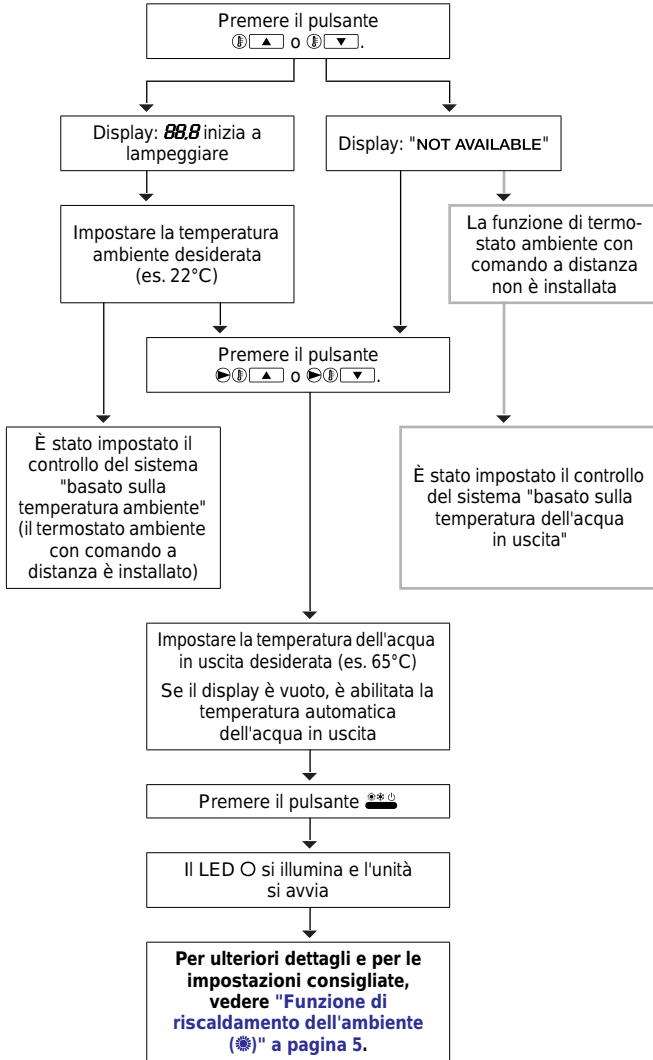 Premere il pulsante
▲ o ▼.
Display: 88,8 inizia a
lampeggiare
Display: "NOT AVAILABLE"
Impostare la temperatura
ambiente desiderata
(es. 22°C)
La funzione di termo-
stato ambiente con
comando a distanza
non è installata
Premere il pulsante
▲ o ▼.
È stato impostato il
controllo del sistema
"basato sulla
temperatura ambiente"
(il termostato ambiente
con comando a
distanza è installato)
È stato impostato il controllo
del sistema "basato sulla
temperatura dell'acqua
in uscita"
Impostare la temperatura dell'acqua
in uscita desiderata (es. 65°C)
Se il display è vuoto, è abilitata la
temperatura automatica
dell'acqua in uscita
Premere il pulsante
Il LED si illumina e l'unità
si avvia
Per ulteriori dettagli e per le
impostazioni consigliate,
vedere "Funzione di
riscaldamento dell'ambiente
(☀)" a pagina 5.